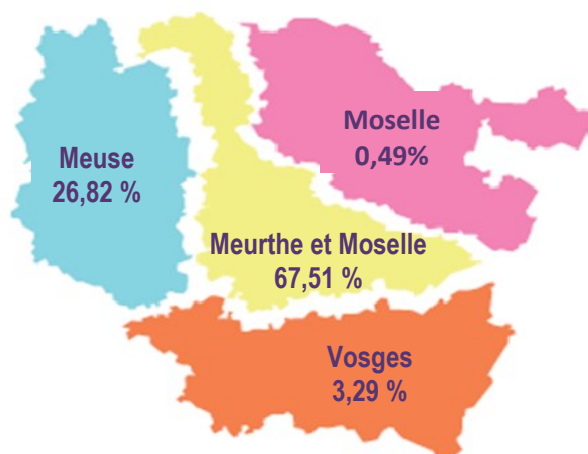 Moselle
0,49%
Meuse
26,82 %
Meurthe et Moselle
67,51 %
Vosges
3,29 %